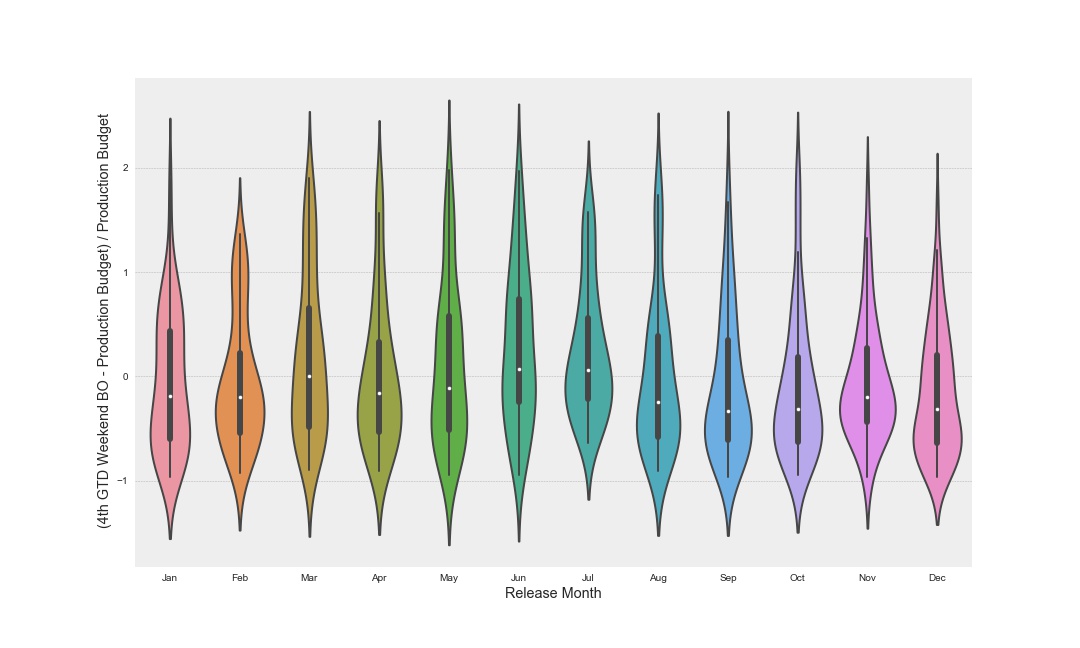 (4th GTD Weekend BO - Production Budget) / Production Budget
2
1
0
−1
Jan Feb Mar Apr May Jun Jul Aug Sep Oct Nov Dec
Release Month